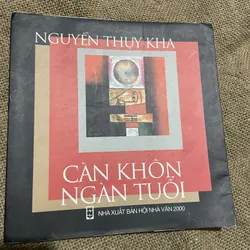 NGUYỄN THỤY KHA
CÀN KHÔN
NGÀN TUỔI
NHÀ XUẤT BẢN HỘI NHÀ VĂN 2000